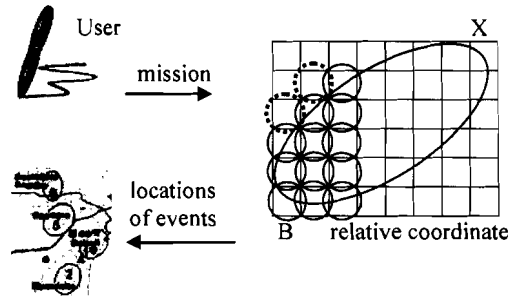 User
X
mission
locations
of events
B
relative coordinate